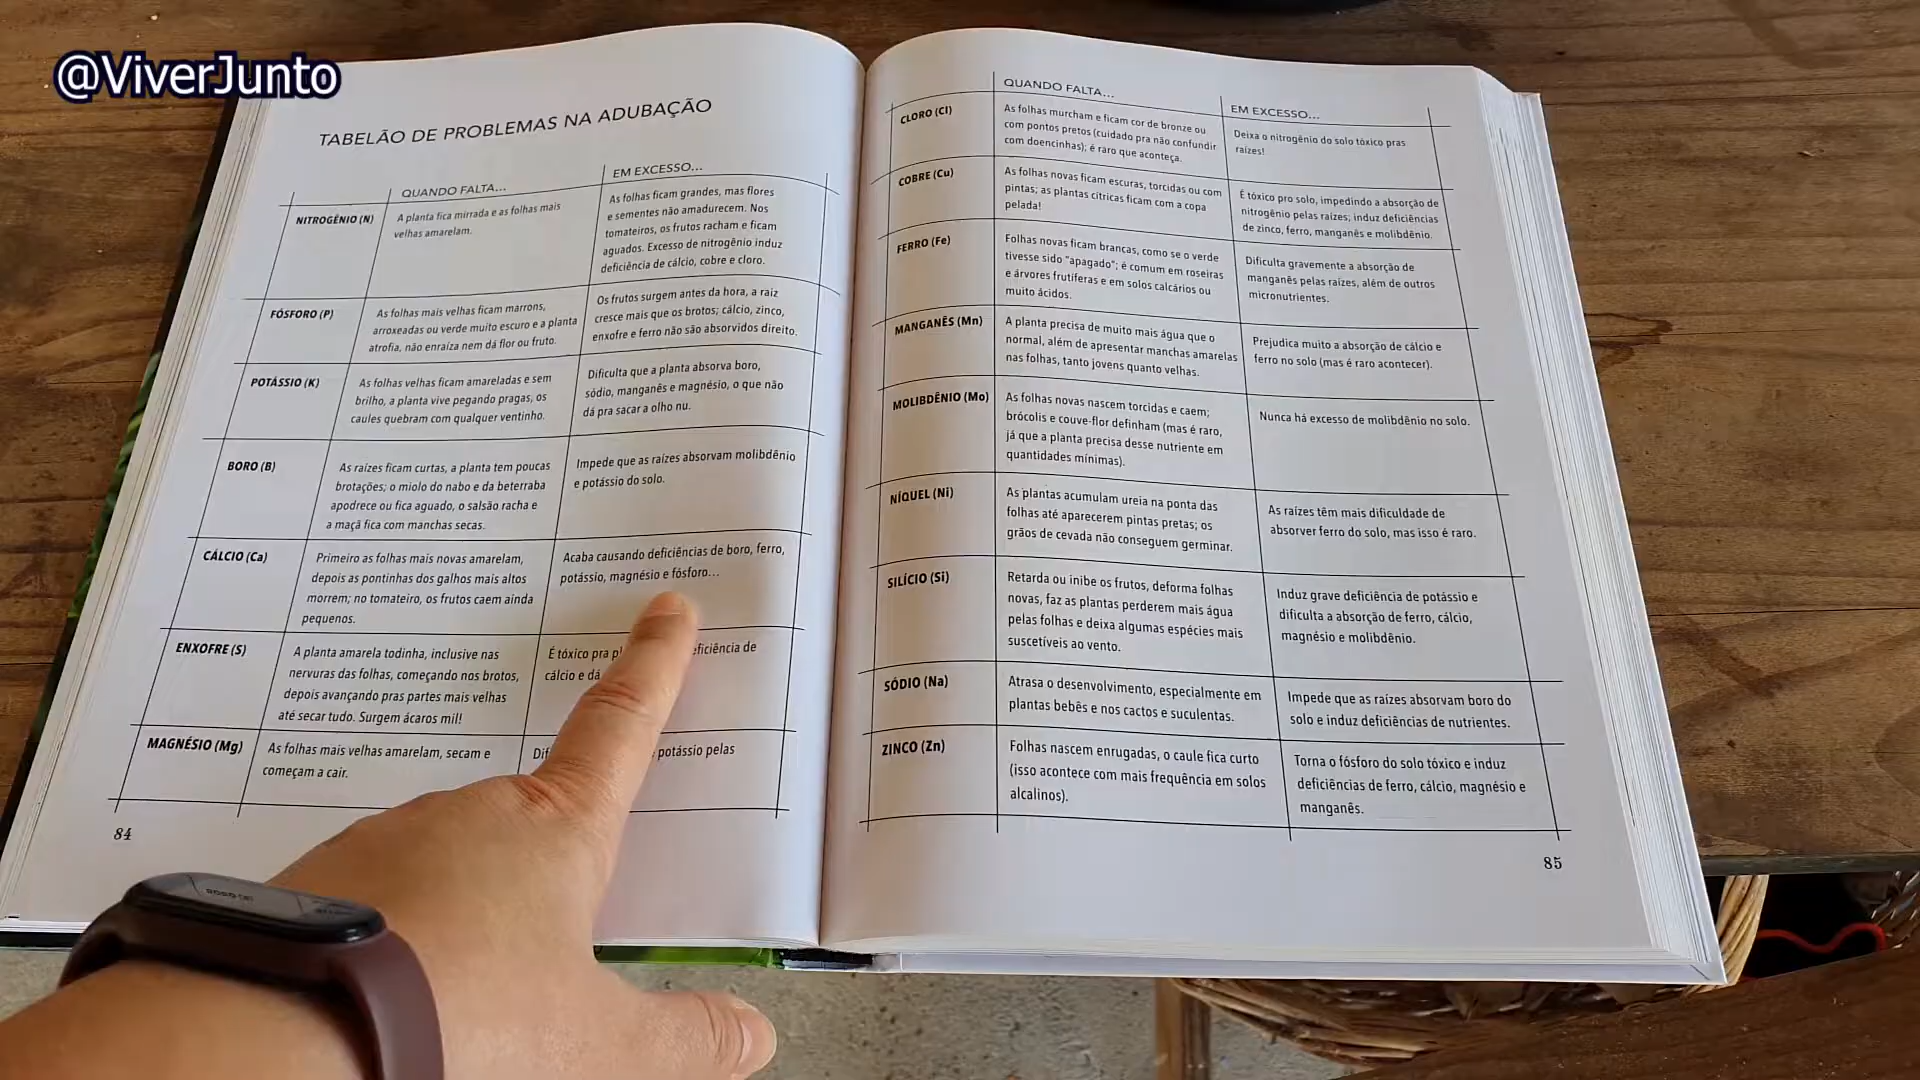 @ViverJunto
TABELÃO DE PROBLEMAS NA ADUBAÇÃO
QUANDO FALTA...
EM EXCESSO...
NITROGÊNIO (N)
A planta fica mirrada e as folhas mais
velhas amarelam.
As folhas ficam grandes, mas flores
e sementes não amadurecem. Nos
tomateiros, os frutos racham e ficam
aguados. Excesso de nitrogênio induz
deficiência de cálcio, cobre e cloro.
FÓSFORO (P)
As folhas mais velhas ficam marrons,
arroxeadas ou verde muito escuro e a planta
atrofia, não enraíza nem dá flor ou fruto.
Os frutos surgem antes da hora, a raiz
cresce mais que os brotos; cálcio, zinco,
enxofre e ferro não são absorvidos direito.
POTÁSSIO (K)
As folhas velhas ficam amareladas e sem
brilho, a planta vive pegando pragas, os
caules quebram com qualquer ventinho.
Dificulta que a planta absorva boro,
sódio, manganês e magnésio, o que não
dá pra sacar a olho nu.
BORO (B)
As raízes ficam curtas, a planta tem poucas
brotações; o miolo do nabo e da beterraba
apodrece ou fica aguado, o salsão racha e
a maçã fica com manchas secas.
Impede que as raízes absorvam molibdênio
e potássio do solo.
CÁLCIO (Ca)
Primeiro as folhas mais novas amarelam,
depois as pontinhas dos galhos mais altos
morrem; no tomateiro, os frutos caem ainda
pequenos.
Acaba causando deficiências de boro, ferro,
potássio, magnésio e fósforo...
ENXOFRE (S)
A planta amarela todinha, inclusive nas
nervuras das folhas, começando nos brotos,
depois avançando pras partes mais velhas
até secar tudo. Surgem ácaros mil!
É tóxico pra de
cálcio e dá
MAGNÉSIO (Mg)
As folhas mais velhas amarelam, secam e
começam a cair.
potássio pelas
84
QUANDO FALTA...
EM EXCESSO...
CLORO (Cl)
As folhas murcham e ficam cor de bronze ou
com pontos pretos (cuidado pra não confundir
com doencinhas); é raro que aconteça.
Deixa o nitrogênio do solo tóxico pras
raízes!
COBRE (Cu)
As folhas novas ficam escuras, torcidas ou com
pintas; as plantas cítricas ficam com a copa
pelada!
É tóxico pro solo, impedindo a absorção de
nitrogênio pelas raízes; induz deficiências
de zinco, ferro, manganês e molibdênio.
FERRO (Fe)
Folhas novas ficam brancas, como se o verde
tivesse sido "apagado"; é comum em roseiras
e árvores frutíferas e em solos calcários ou
muito ácidos.
Dificulta gravemente a absorção de
manganês pelas raízes, além de outros
micronutrientes.
MANGANÊS (Mn)
A planta precisa de muito mais água que o
normal, além de apresentar manchas amarelas
nas folhas, tanto jovens quanto velhas.
Prejudica muito a absorção de cálcio e
ferro no solo (mas é raro acontecer).
MOLIBDÊNIO (Mo)
As folhas novas nascem torcidas e caem;
brócolis e couve-flor definham (mas é raro,
já que a planta precisa desse nutriente em
quantidades mínimas).
Nunca há excesso de molibdênio no solo.
NÍQUEL (Ni)
As plantas acumulam ureia na ponta das
folhas até aparecerem pintas pretas; os
grãos de cevada não conseguem germinar.
As raízes têm mais dificuldade de
absorver ferro do solo, mas isso é raro.
SILÍCIO (Si)
Retarda ou inibe os frutos, deforma folhas
novas, faz as plantas perderem mais água
pelas folhas e deixa algumas espécies mais
suscetíveis ao vento.
Induz grave deficiência de potássio e
dificulta a absorção de ferro, cálcio,
magnésio e molibdênio.
SÓDIO (Na)
Atrasa o desenvolvimento, especialmente em
plantas bebês e nos cactos e suculentas.
Impede que as raízes absorvam boro do
solo e induz deficiências de nutrientes.
ZINCO (Zn)
Folhas nascem enrugadas, o caule fica curto
(isso acontece com mais frequência em solos
alcalinos).
Torna o fósforo do solo tóxico e induz
deficiências de ferro, cálcio, magnésio e
manganês.
85